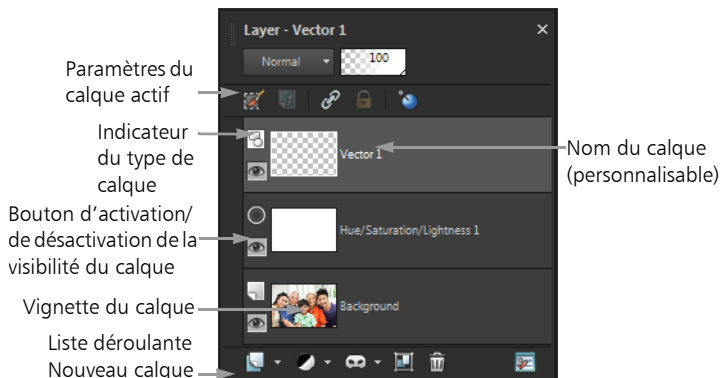 Layer - Vector 1
Normal
100
Paramètres du
calque actif
Indicateur
du type de
calque
Vector 1
Nom du calque
(personnalisable)
Bouton d'activation/
de désactivation de la
visibilité du calque
Hue/Saturation/Lightness 1
Vignette du calque
Background
Liste déroulante
Nouveau calque